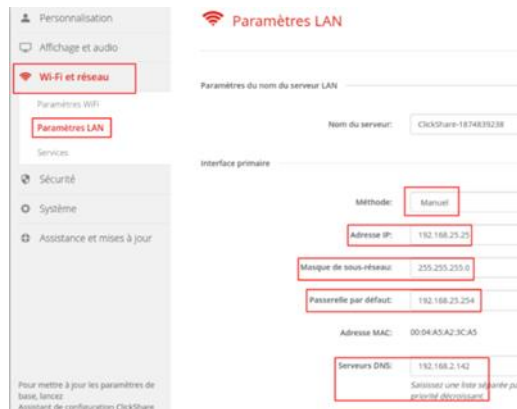 Personnalisation
Affichage et audio
Wi-Fi et réseau
Paramètres WiFi
Paramètres LAN
Services
Sécurité
Système
Assistance et mises à jour
Pour mettre à jour les paramètres de
base, lancez
Assistant de configuration ClickShare
Paramètres LAN
Paramètres du nom du serveur LAN
Nom du serveur: ClickShare-1874839238
Interface primaire
Méthode: Manuel
Adresse IP: 192.168.25.25
Masque de sous-réseau: 255.255.255.0
Passerelle par défaut: 192.168.25.254
Adresse MAC: 00:04:A5:A2:3C:A5
Serveurs DNS: 192.168.2.142
Saisissez une liste séparée
priorité décroissant.